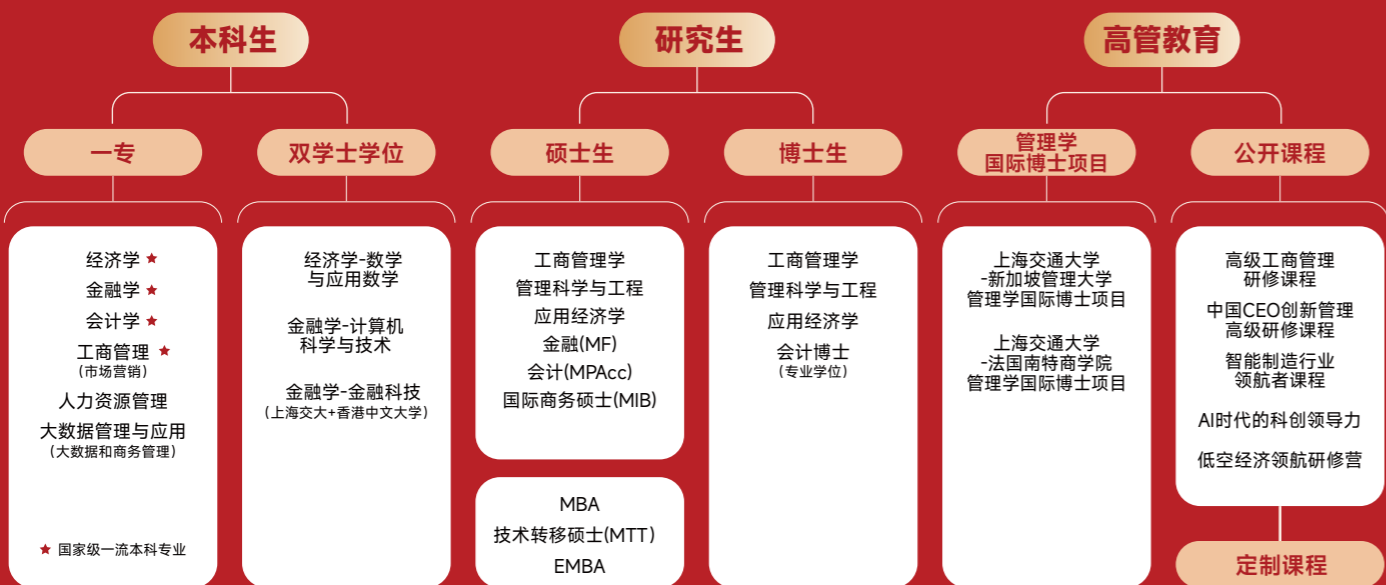 本科生
研究生
高管教育
一专
双学士学位
硕士生
博士生
管理学
国际博士项目
公开课程
经济学★
金融学★
会计学★
工商管理 ★
(市场营销)
人力资源管理
大数据管理与应用
(大数据和商务管理)
★ 国家级一流本科专业
经济学-数学
与应用数学
金融学-计算机
科学与技术
金融学-金融科技
(上海交大+香港中文大学)
工商管理学
管理科学与工程
应用经济学
金融(MF)
会计(MPAcc)
国际商务硕士(MIB)
MBA
技术转移硕士(MTT)
EMBA
工商管理学
管理科学与工程
应用经济学
会计博士
(专业学位)
上海交通大学
-新加坡管理大学
管理学国际博士项目
上海交通大学
-法国南特商学院
管理学国际博士项目
高级工商管理
研修课程
中国CEO创新管理
高级研修课程
智能制造行业
领航者课程
AI时代的科创领导力
低空经济领航研修营
定制课程